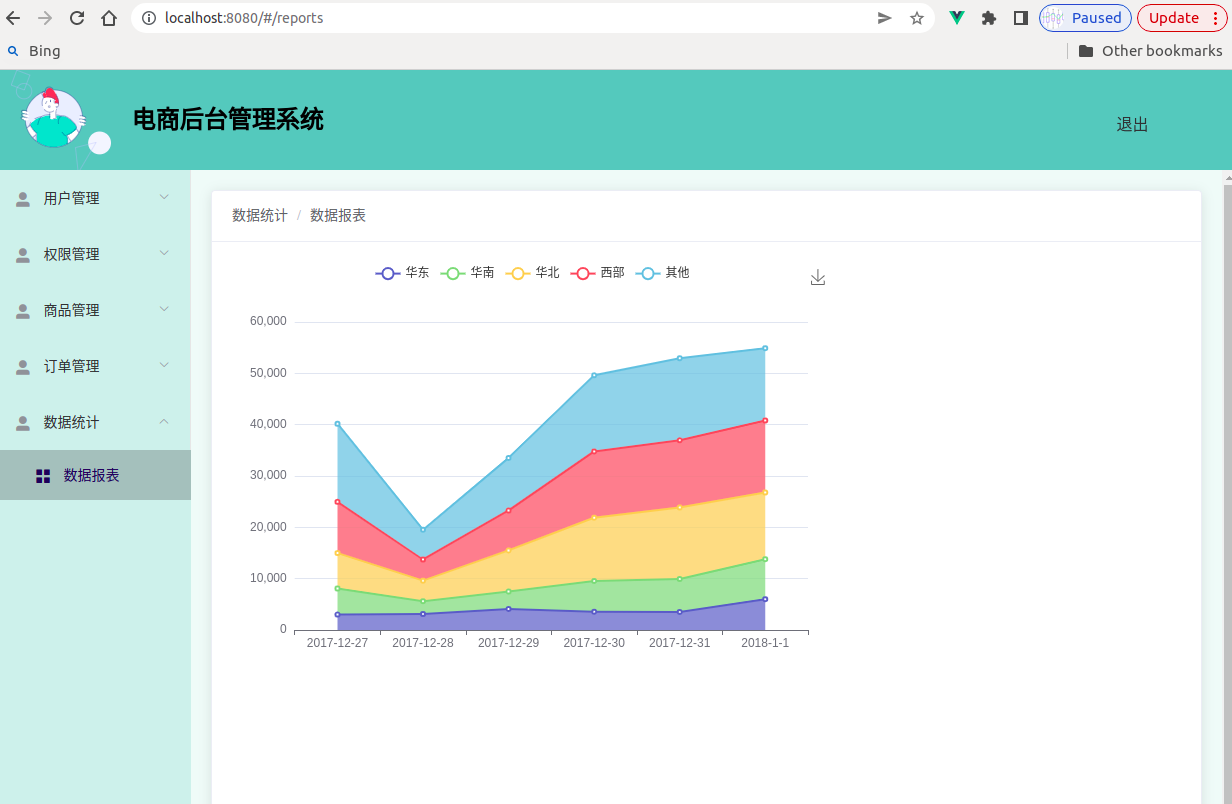 localhost:8080/#/reports
Paused
Update
Bing
Other bookmarks
电商后台管理系统
退出
用户管理
权限管理
商品管理
订单管理
数据统计
数据报表
数据统计 / 数据报表
华东 华南 华北 西部 其他
60,000
50,000
40,000
30,000
20,000
10,000
0
2017-12-27 2017-12-28 2017-12-29 2017-12-30 2017-12-31 2018-1-1